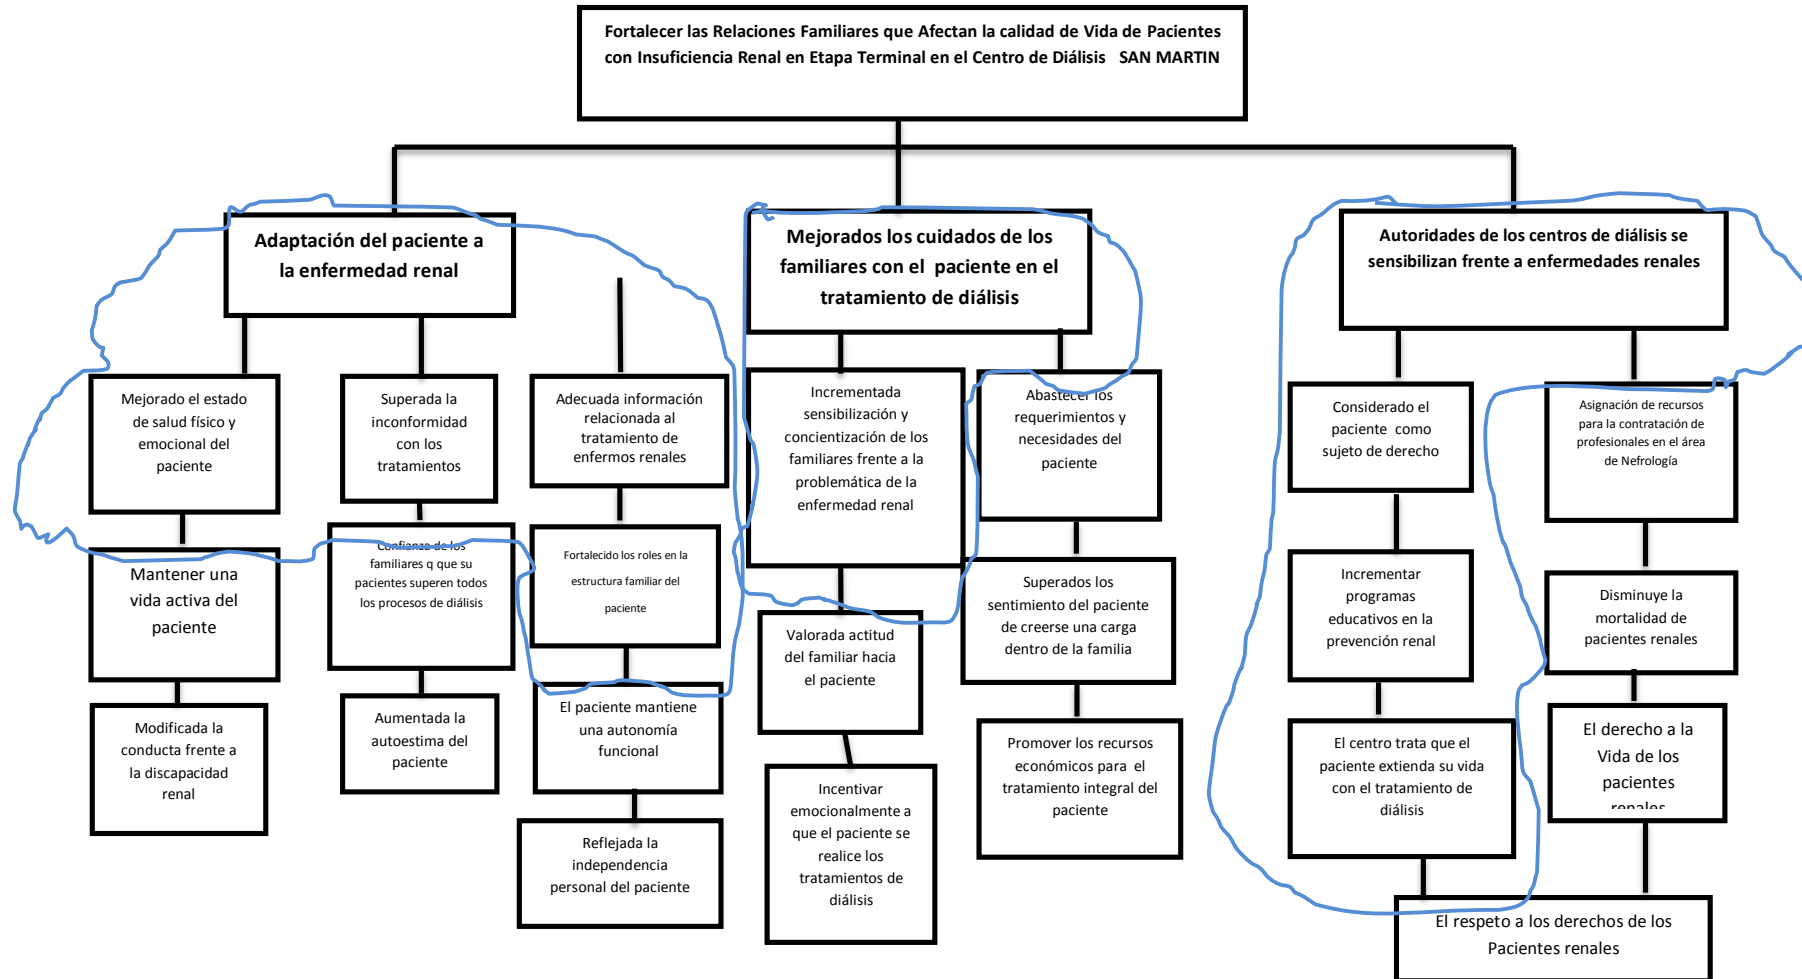 Fortalecer las Relaciones Familiares que Afectan la calidad de Vida de Pacientes
con Insuficiencia Renal en Etapa Terminal en el Centro de Diálisis SAN MARTIN
Adaptación del paciente a
la enfermedad renal
Mejorados los cuidados de los
familiares con el paciente en el
tratamiento de diálisis
Autoridades de los centros de diálisis se
sensibilizan frente a enfermedades renales
Mejorado el estado
de salud físico y
emocional del
paciente
Superada la
inconformidad
con los
tratamientos
Adecuada información
relacionada al
tratamiento de
enfermos renales
Incrementada
sensibilización y
concientización de los
familiares frente a la
problemática de la
enfermedad renal
Abastecer los
requerimientos y
necesidades del
paciente
Considerado el
paciente como
sujeto de derecho
Asignación de recursos
para la contratación de
profesionales en el área
de Nefrología
Mantener una
vida activa del
paciente
Confianza de los
familiares q que su
pacientes superen todos
los procesos de diálisis
Fortalecido los roles en la
estructura familiar del
paciente
Valorada actitud
del familiar hacia
el paciente
Superados los
sentimiento del paciente
de creerse una carga
dentro de la familia
Incrementar
programas
educativos en la
prevención renal
Disminuye la
mortalidad de
pacientes renales
Modificada la
conducta frente a
la discapacidad
renal
Aumentada la
autoestima del
paciente
El paciente mantiene
una autonomía
funcional
Incentivar
emocionalmente a
que el paciente se
realice los
tratamientos de
diálisis
Promover los recursos
económicos para el
tratamiento integral del
paciente
El centro trata que el
paciente extienda su vida
con el tratamiento de
diálisis
El derecho a la
Vida de los
pacientes
renales
Reflejada la
independencia
personal del paciente
El respeto a los derechos de los
Pacientes renales